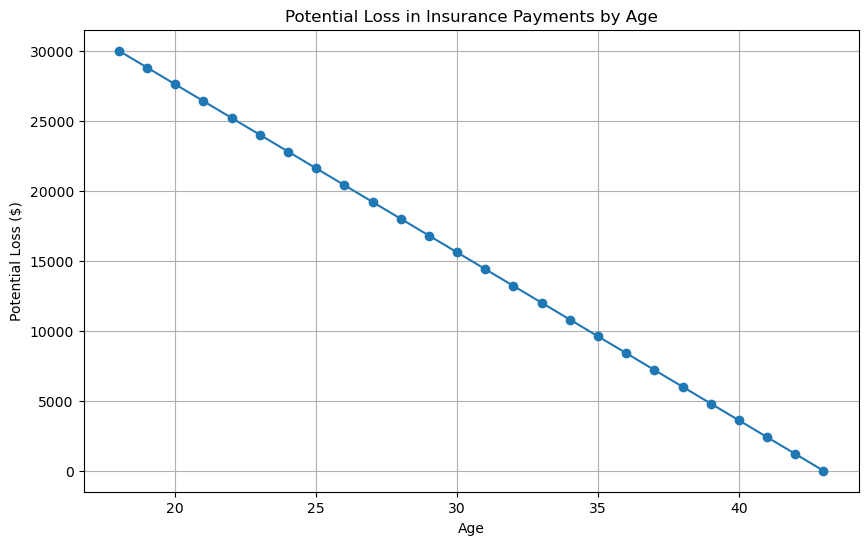 Potential Loss in Insurance Payments by Age
30000
25000
20000
15000
10000
5000
0
Potential Loss ($)
20 25 30 35 40
Age